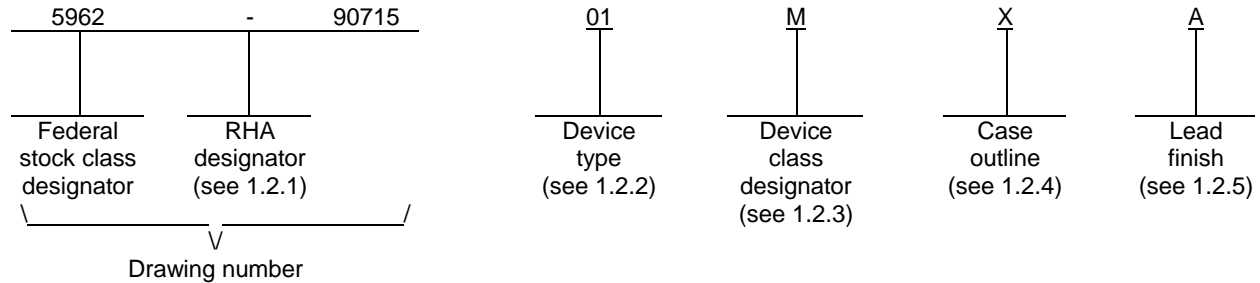 5962 - 90715 01 M X A
Federal stock class designator
RHA designator (see 1.2.1)
Device type (see 1.2.2)
Device class designator (see 1.2.3)
Case outline (see 1.2.4)
Lead finish (see 1.2.5)
\ /
\/
Drawing number